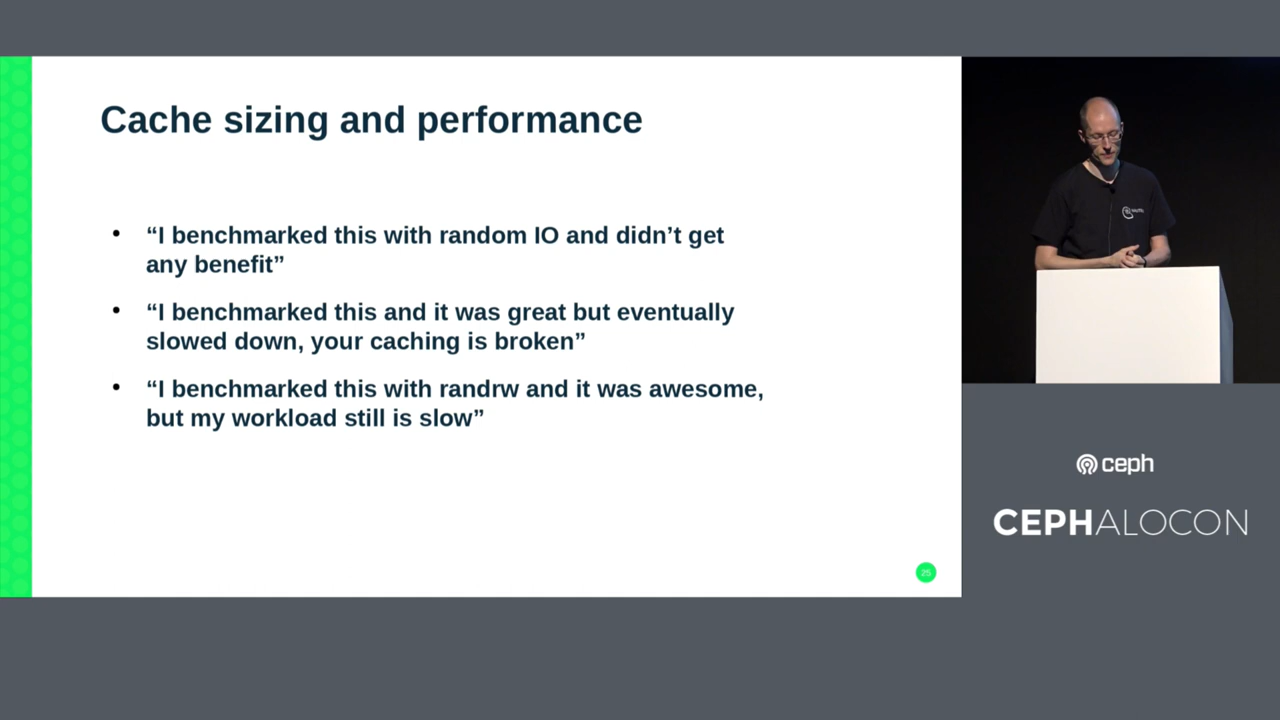 Cache sizing and performance
“I benchmarked this with random IO and didn’t get
any benefit”
“I benchmarked this and it was great but eventually
slowed down, your caching is broken”
“I benchmarked this with randrw and it was awesome,
but my workload still is slow”
25
ceph
CEPHALOCON